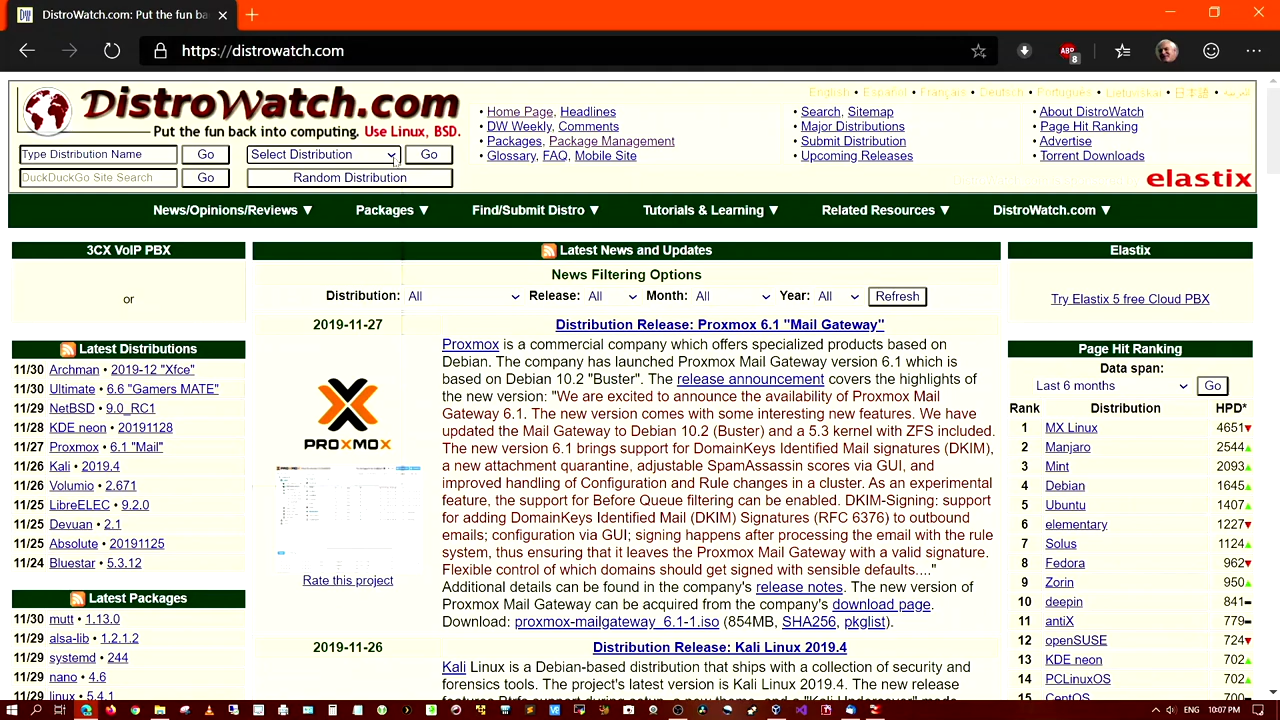 DistroWatch.com: Put the fun ba
https://distrowatch.com
8
DistroWatch.com
Put the fun back into computing. Use Linux, BSD.
English • Español • Français • Deutsch • Português • Lietuviškai • 日本語 • العربية
• Home Page, Headlines
• DW Weekly, Comments
• Packages, Package Management
• Glossary, FAQ, Mobile Site
• Search, Sitemap
• Major Distributions
• Submit Distribution
• Upcoming Releases
• About DistroWatch
• Page Hit Ranking
• Advertise
• Torrent Downloads
Type Distribution Name Go Select Distribution Go
DuckDuckGo Site Search Go Random Distribution
elastix
News/Opinions/Reviews ▼ Packages ▼ Find/Submit Distro ▼ Tutorials & Learning ▼ Related Resources ▼ DistroWatch.com ▼
3CX VoIP PBX
or
Latest Distributions
11/30 Archman • 2019-12 "Xfce"
11/30 Ultimate • 6.6 "Gamers MATE"
11/29 NetBSD • 9.0_RC1
11/28 KDE neon • 20191128
11/27 Proxmox • 6.1 "Mail"
11/26 Kali • 2019.4
11/26 Volumio • 2.671
11/25 LibreELEC • 9.2.0
11/25 Devuan • 2.1
11/25 Absolute • 20191125
11/24 Bluestar • 5.3.12
Latest Packages
11/30 mutt • 1.13.0
11/29 alsa-lib • 1.2.1.2
11/29 systemd • 244
11/29 nano • 4.6
11/29 linux • 5.4.1
Latest News and Updates
News Filtering Options
Distribution: All Release: All Month: All Year: All Refresh
2019-11-27
Distribution Release: Proxmox 6.1 "Mail Gateway"
PROXMOX
Rate this project
Proxmox is a commercial company which offers specialized products based on
Debian. The company has launched Proxmox Mail Gateway version 6.1 which is
based on Debian 10.2 "Buster". The release announcement covers the highlights of
the new version: "We are excited to announce the availability of Proxmox Mail
Gateway 6.1. The new version comes with some interesting new features. We have
updated the Mail Gateway to Debian 10.2 (Buster) and a 5.3 kernel with ZFS included.
The new version 6.1 brings support for DomainKeys Identified Mail signatures (DKIM),
a new attachment quarantine, adjustable SpamAssassin scores via GUI, and
improved handling of Configuration and Rule changes in a cluster. As an experimental
feature, the support for Before Queue filtering can be enabled. DKIM-Signing: support
for adding DomainKeys Identified Mail (DKIM) Signatures (RFC 6376) to outbound
emails; configuration via GUI; signing happens after processing the email with the rule
system, thus ensuring that it leaves the Proxmox Mail Gateway with a valid signature.
Flexible control of which domains should get signed with sensible defaults...."
Additional details can be found in the company's release notes. The new version of
Proxmox Mail Gateway can be acquired from the company's download page.
Download: proxmox-mailgateway_6.1-1.iso (854MB, SHA256, pkglist).
2019-11-26
Distribution Release: Kali Linux 2019.4
Kali Linux is a Debian-based distribution that ships with a collection of security and
forensics tools. The project's latest version is Kali Linux 2019.4. The new release
Elastix
Try Elastix 5 free Cloud PBX
Page Hit Ranking
Data span:
Last 6 months Go
Rank Distribution HPD*
1 MX Linux 4651
2 Manjaro 2544
3 Mint 2093
4 Debian 1645
5 Ubuntu 1407
6 elementary 1227
7 Solus 1124
8 Fedora 962
9 Zorin 950
10 deepin 841
11 antiX 779
12 openSUSE 724
13 KDE neon 702
14 PCLinuxOS 702
15 CentOS 700
ENG 10:07 PM